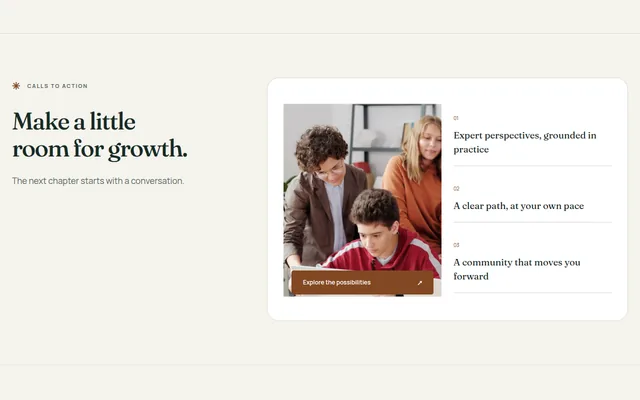 CALLS TO ACTION
Make a little
room for growth.
The next chapter starts with a conversation.
Explore the possibilities ↗
01
Expert perspectives, grounded in
practice
02
A clear path, at your own pace
03
A community that moves you
forward